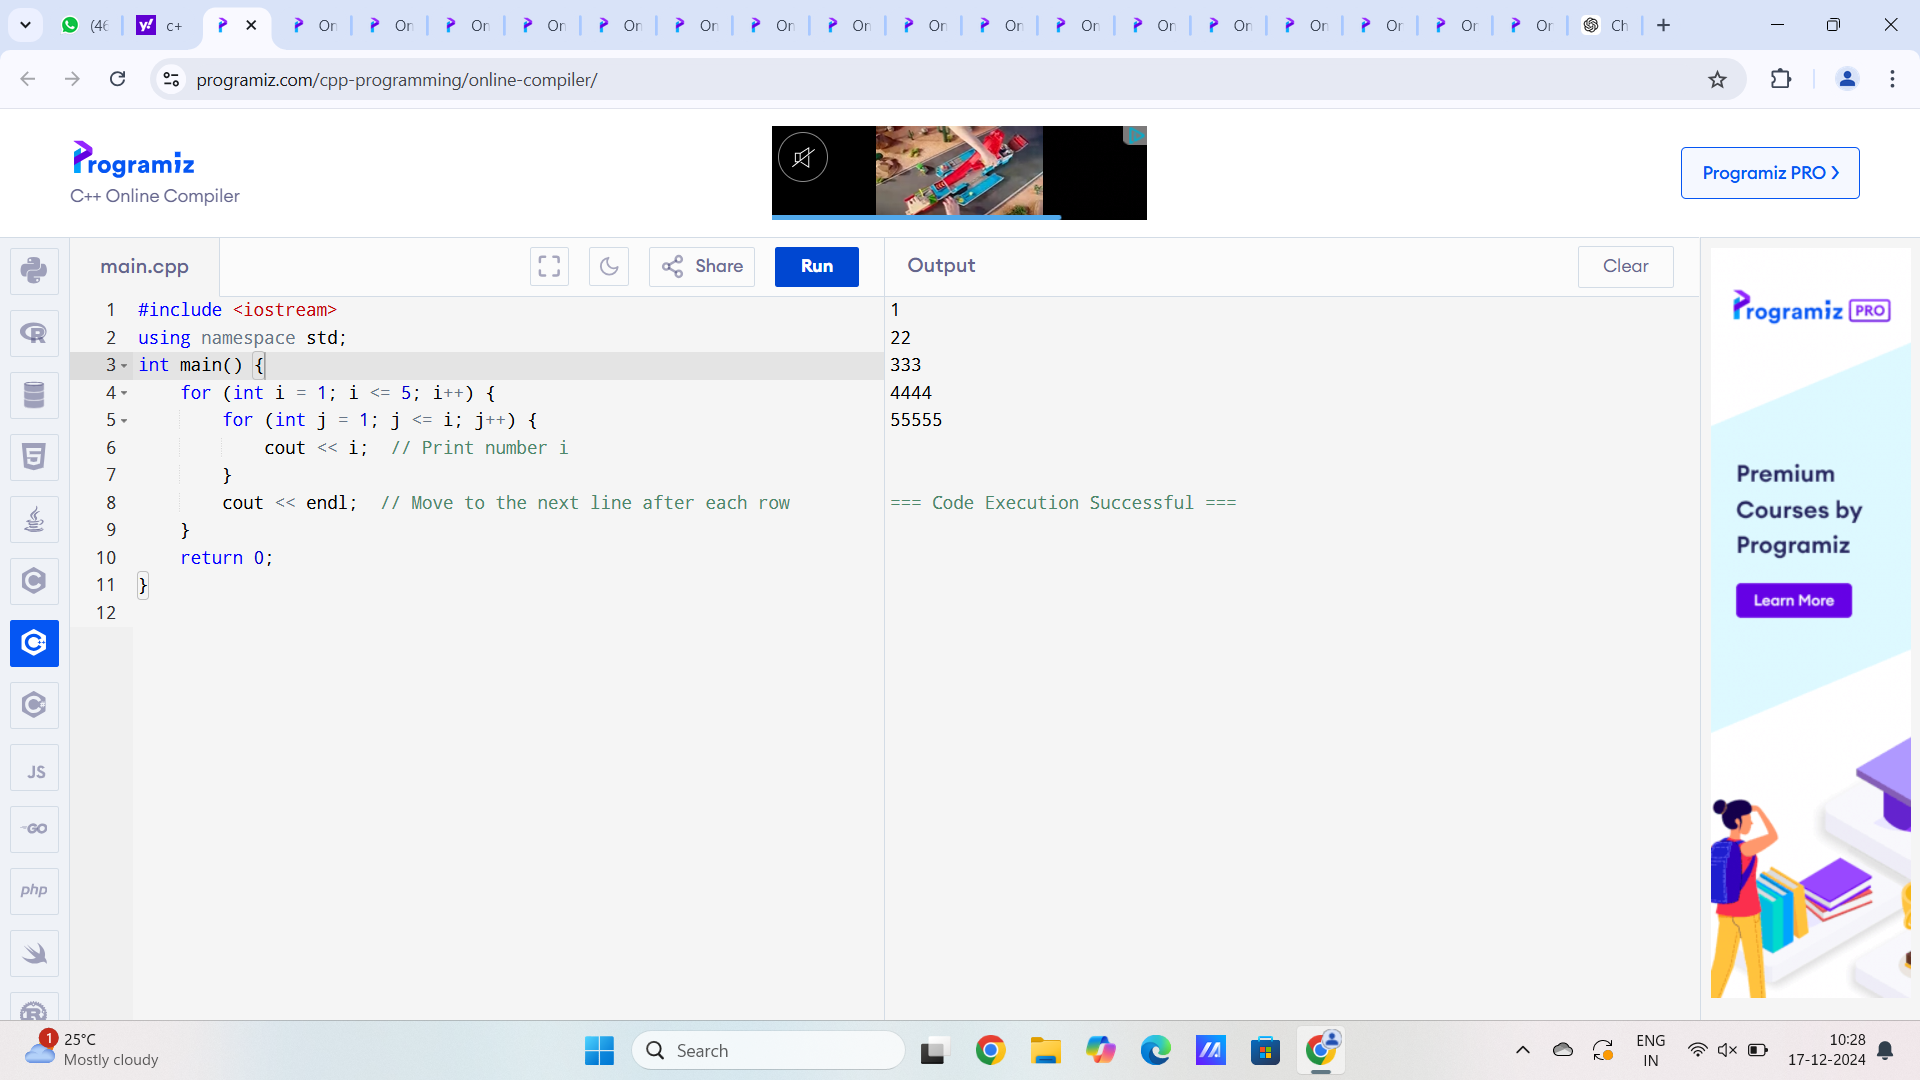 (46
c+
On
On
On
On
On
On
On
On
On
On
On
On
On
On
Or
Or
Or
Ch
programiz.com/cpp-programming/online-compiler/
Programiz
C++ Online Compiler
Programiz PRO
main.cpp
Share
Run
Output
Clear
1 #include <iostream>
2 using namespace std;
3 int main() {
4     for (int i = 1; i <= 5; i++) {
5         for (int j = 1; j <= i; j++) {
6             cout << i;  // Print number i
7         }
8         cout << endl;  // Move to the next line after each row
9     }
10     return 0;
11 }
12
1
22
333
4444
55555
=== Code Execution Successful ===
JS
GO
php
Programiz PRO
Premium
Courses by
Programiz
Learn More
1
25°C
Mostly cloudy
Search
ENG
IN
10:28
17-12-2024